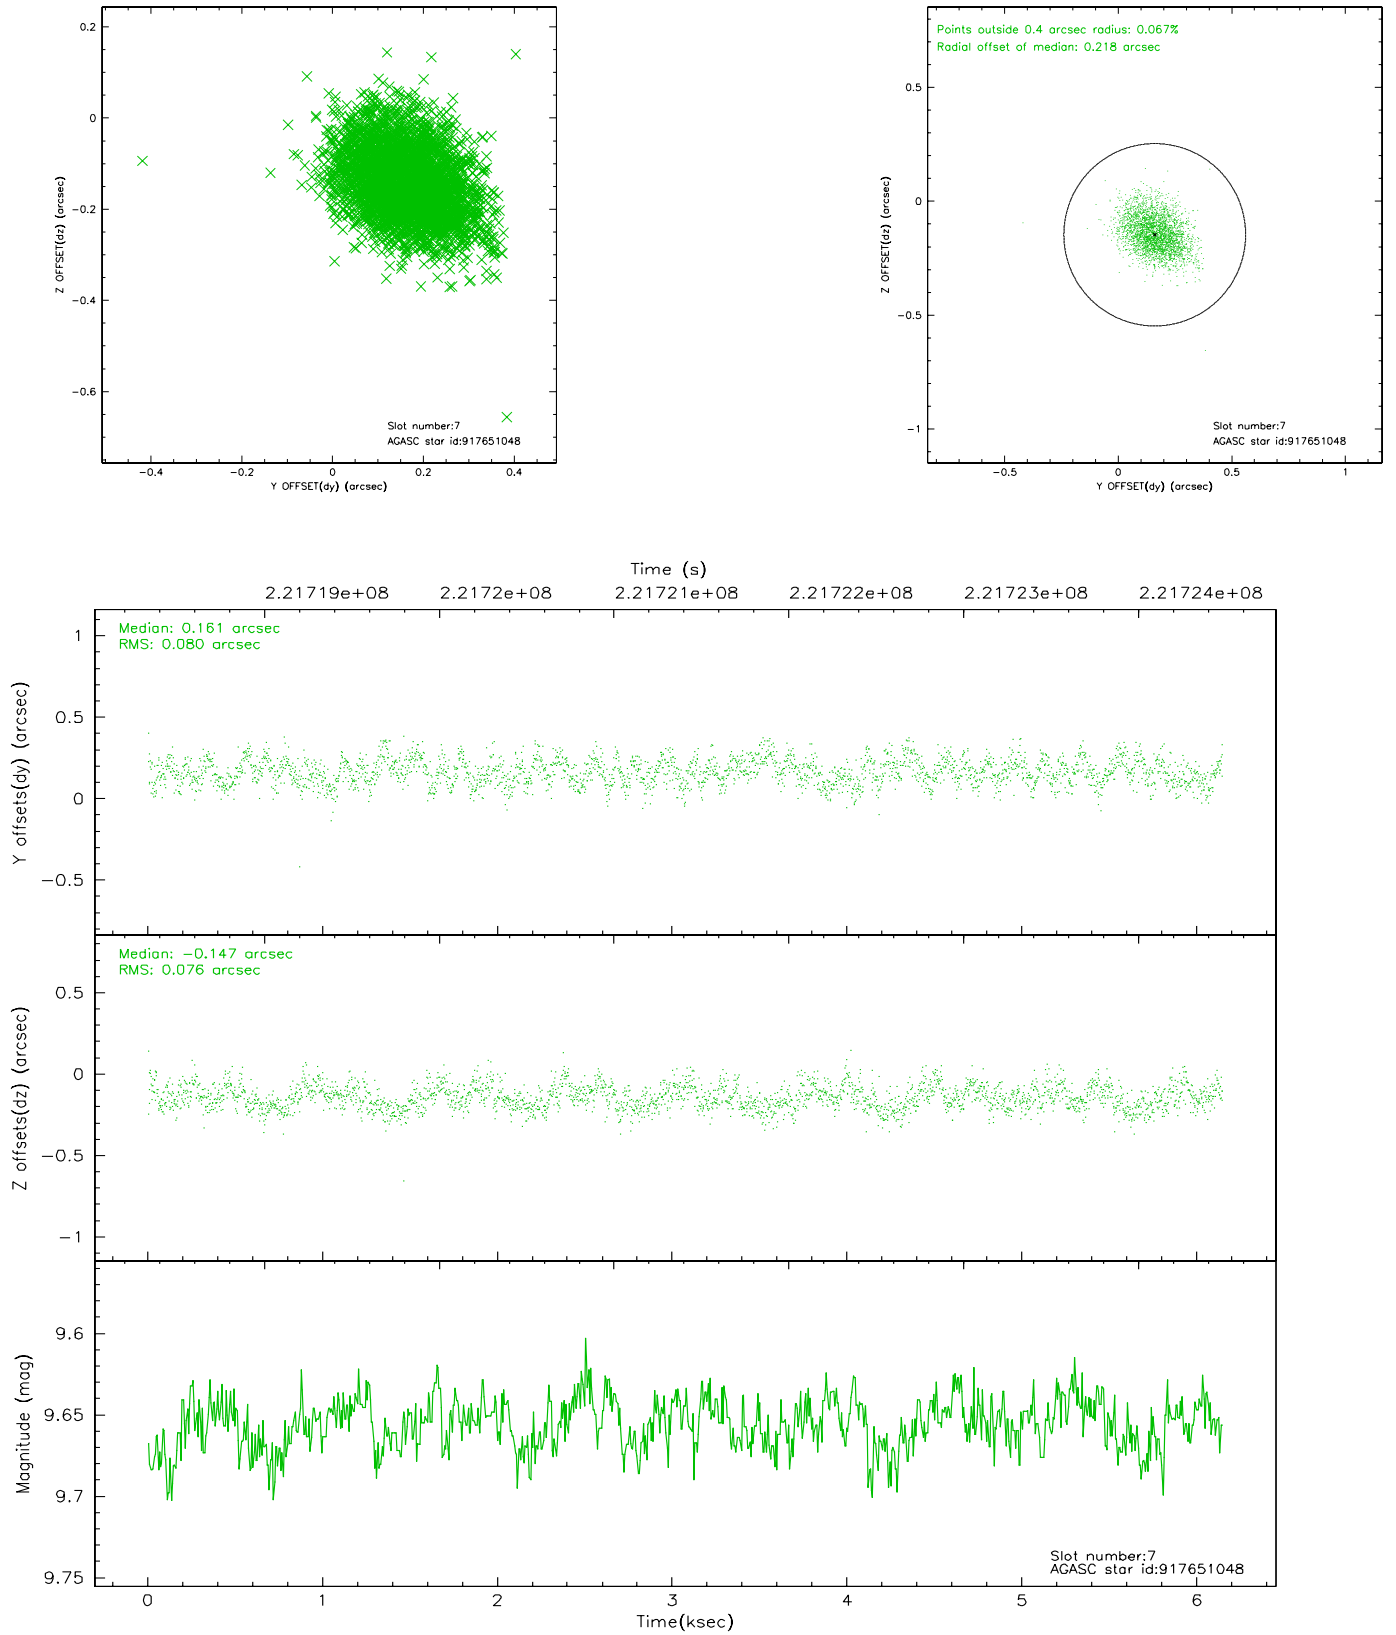 0.2
0
−0.2
−0.4
−0.6
Z OFFSET(dz) (arcsec)
−0.4
−0.2
0
0.2
0.4
Y OFFSET(dy) (arcsec)
Slot number:7
AGASC star id:917651048
Points outside 0.4 arcsec radius: 0.067%
Radial offset of median: 0.218 arcsec
0.5
0
−0.5
−1
Z OFFSET(dz) (arcsec)
−0.5
0
0.5
1
Y OFFSET(dy) (arcsec)
Slot number:7
AGASC star id:917651048
Time (s)
2.21719e+08
2.2172e+08
2.21721e+08
2.21722e+08
2.21723e+08
2.21724e+08
Median: 0.161 arcsec
RMS: 0.080 arcsec
1
0.5
0
−0.5
Y offsets(dy) (arcsec)
Median: −0.147 arcsec
RMS: 0.076 arcsec
0.5
0
−0.5
−1
Z offsets(dz) (arcsec)
9.6
9.65
9.7
9.75
Magnitude (mag)
Slot number:7
AGASC star id:917651048
0
1
2
3
4
5
6
Time(ksec)